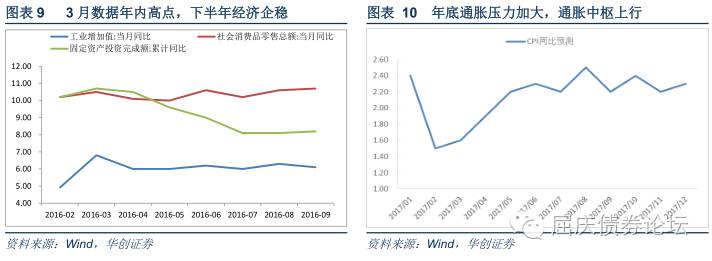 图表 9 3 月数据年内高点，下半年经济企稳
工业增加值:当月同比
社会消费品零售总额:当月同比
固定资产投资完成额:累计同比
12.00
10.00
8.00
6.00
4.00
2016-02 2016-03 2016-04 2016-05 2016-06 2016-07 2016-08 2016-09
资料来源：Wind，华创证券
图表 10 年底通胀压力加大，通胀中枢上行
CPI同比预测
2.60
2.40
2.20
2.00
1.80
1.60
1.40
1.20
1.00
2017/01 2017/02 2017/03 2017/04 2017/05 2017/06 2017/07 2017/08 2017/09 2017/10 2017/11 2017/12
屈庆债券论坛
资料来源：Wind，华创证券